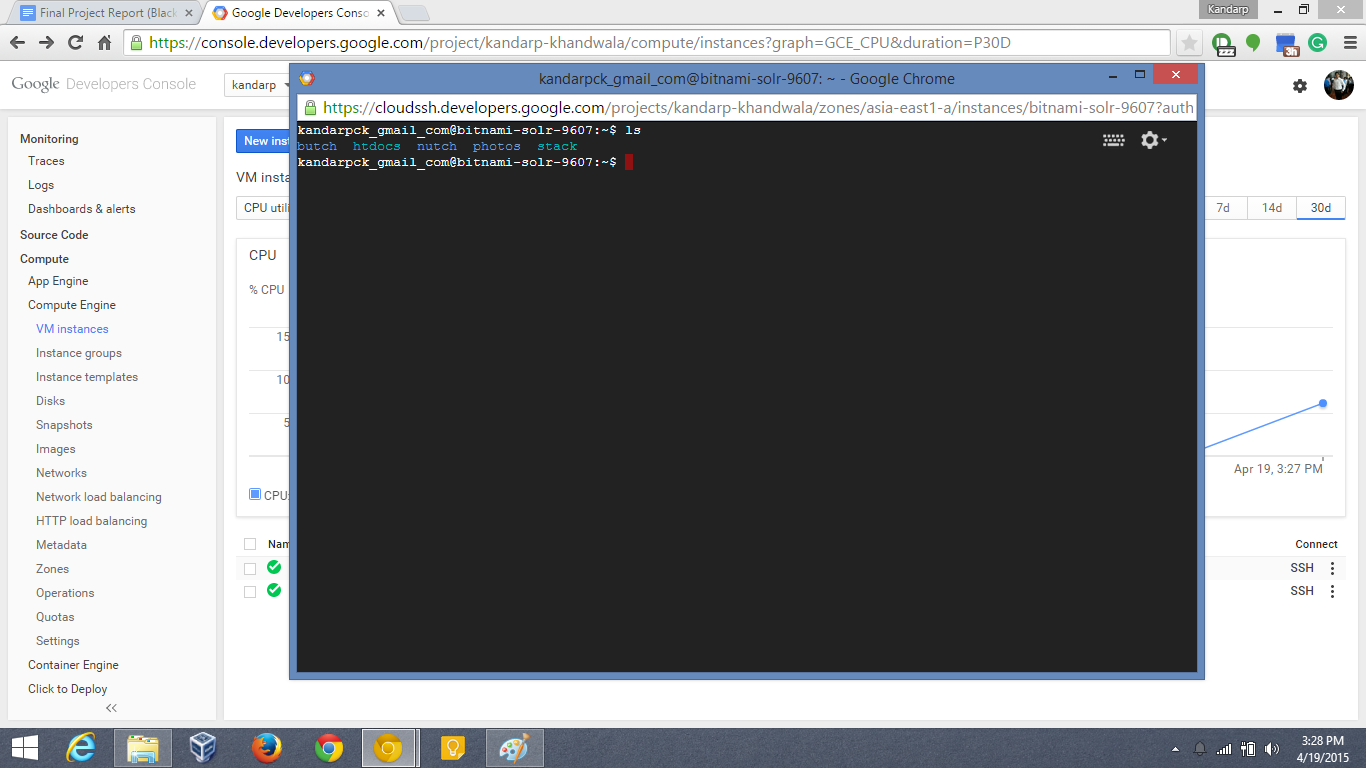 Final Project Report (Black
Google Developers Conso
Kandarp
https://console.developers.google.com/project/kandarp-khandwala/compute/instances?graph=GCE_CPU&duration=P30D
zzz
3h
Google Developers Console
kandarp
kandarpck_gmail_com@bitnami-solr-9607: ~ - Google Chrome
https://cloudssh.developers.google.com/projects/kandarp-khandwala/zones/asia-east1-a/instances/bitnami-solr-9607?auth
kandarpck_gmail_com@bitnami-solr-9607:~$ ls
butch htdocs nutch photos stack
kandarpck_gmail_com@bitnami-solr-9607:~$
Monitoring
Traces
Logs
Dashboards & alerts
Source Code
Compute
App Engine
Compute Engine
VM instances
Instance groups
Instance templates
Disks
Snapshots
Images
Networks
Network load balancing
HTTP load balancing
Metadata
Zones
Operations
Quotas
Settings
Container Engine
Click to Deploy
<<
New inst
VM insta
CPU utili
7d 14d 30d
CPU
% CPU
15
10
5
Apr 19, 3:27 PM
CPU:
Nam
Connect
SSH
SSH
3:28 PM
4/19/2015